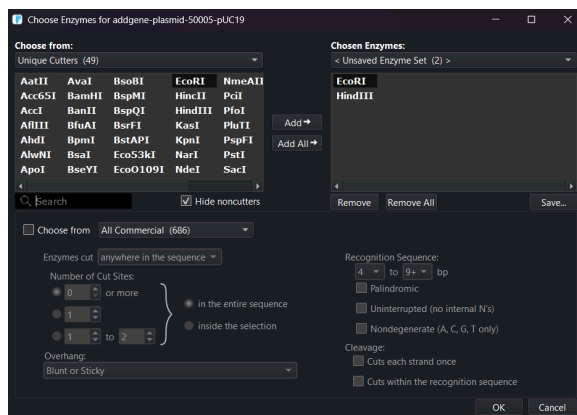 Choose Enzymes for addgene-plasmid-50005-pUC19
Choose from:
Unique Cutters (49)
AatII AvaI BsoBI EcoRI NmeAII
Acc65I BamHI BspMI HincII PciI
AccI BanII BspQI HindIII PfoI
AflIII BfuAI BsrFI KasI PluTI
AhdI BpmI BstAPI KpnI PspFI
AlwNI BsaI Eco53kI NarI PstI
ApoI BseYI EcoO109I NdeI SacI
Search
Hide noncutters
Add
Add All
Chosen Enzymes:
< Unsaved Enzyme Set (2) >
EcoRI
HindIII
Remove Remove All Save...
Choose from All Commercial (686)
Enzymes cut anywhere in the sequence
Number of Cut Sites:
0 or more
1
1 to 2
in the entire sequence
inside the selection
Overhang:
Blunt or Sticky
Recognition Sequence:
4 to 9+ bp
Palindromic
Uninterrupted (no internal N's)
Nondegenerate (A, C, G, T only)
Cleavage:
Cuts each strand once
Cuts within the recognition sequence
OK Cancel